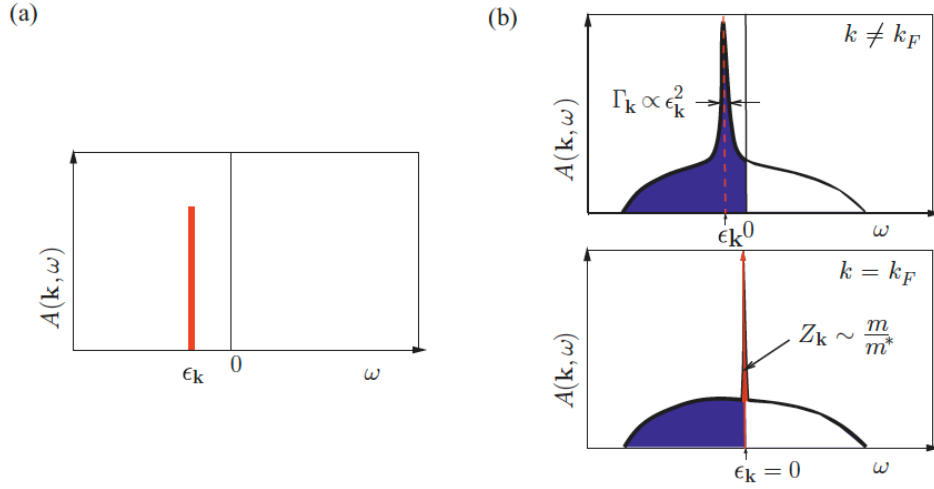 (a)
A(k, ω)
ϵ_k
0
ω
(b)
k ≠ k_F
Γ_k ∝ ϵ_k^2
A(k, ω)
ϵ_k 0
ω
k = k_F
Z_k ∼ m/m*
A(k, ω)
ϵ_k = 0
ω